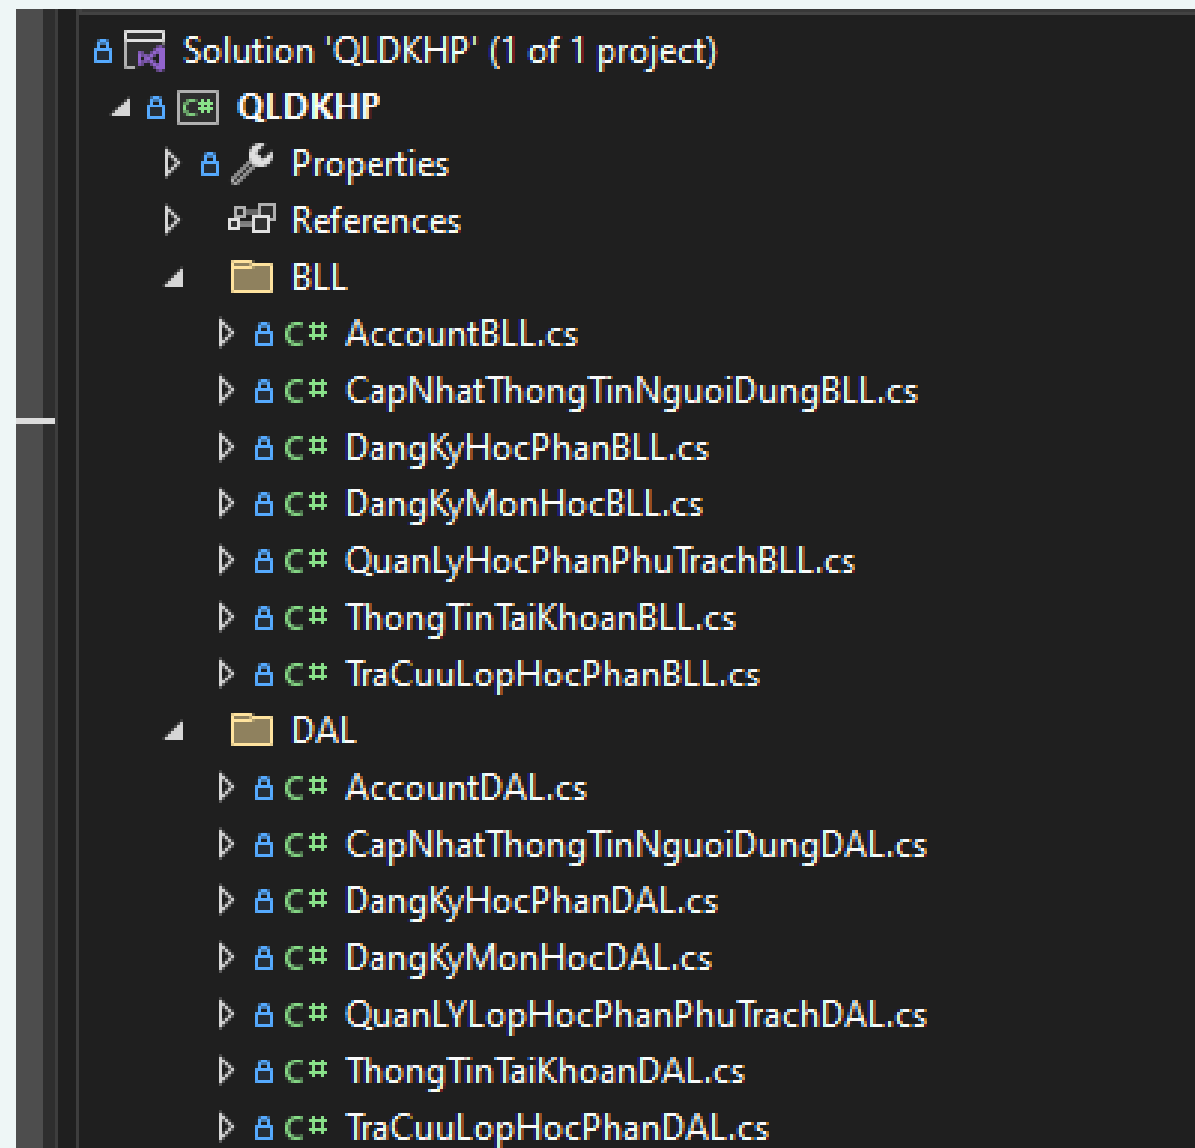 Solution 'QLDKHP' (1 of 1 project)
C# QLDKHP
Properties
References
BLL
C# AccountBLL.cs
C# CapNhatThongTinNguoiDungBLL.cs
C# DangKyHocPhanBLL.cs
C# DangKyMonHocBLL.cs
C# QuanLyHocPhanPhuTrachBLL.cs
C# ThongTinTaiKhoanBLL.cs
C# TraCuuLopHocPhanBLL.cs
DAL
C# AccountDAL.cs
C# CapNhatThongTinNguoiDungDAL.cs
C# DangKyHocPhanDAL.cs
C# DangKyMonHocDAL.cs
C# QuanLYLopHocPhanPhuTrachDAL.cs
C# ThongTinTaiKhoanDAL.cs
C# TraCuuLopHocPhanDAL.cs